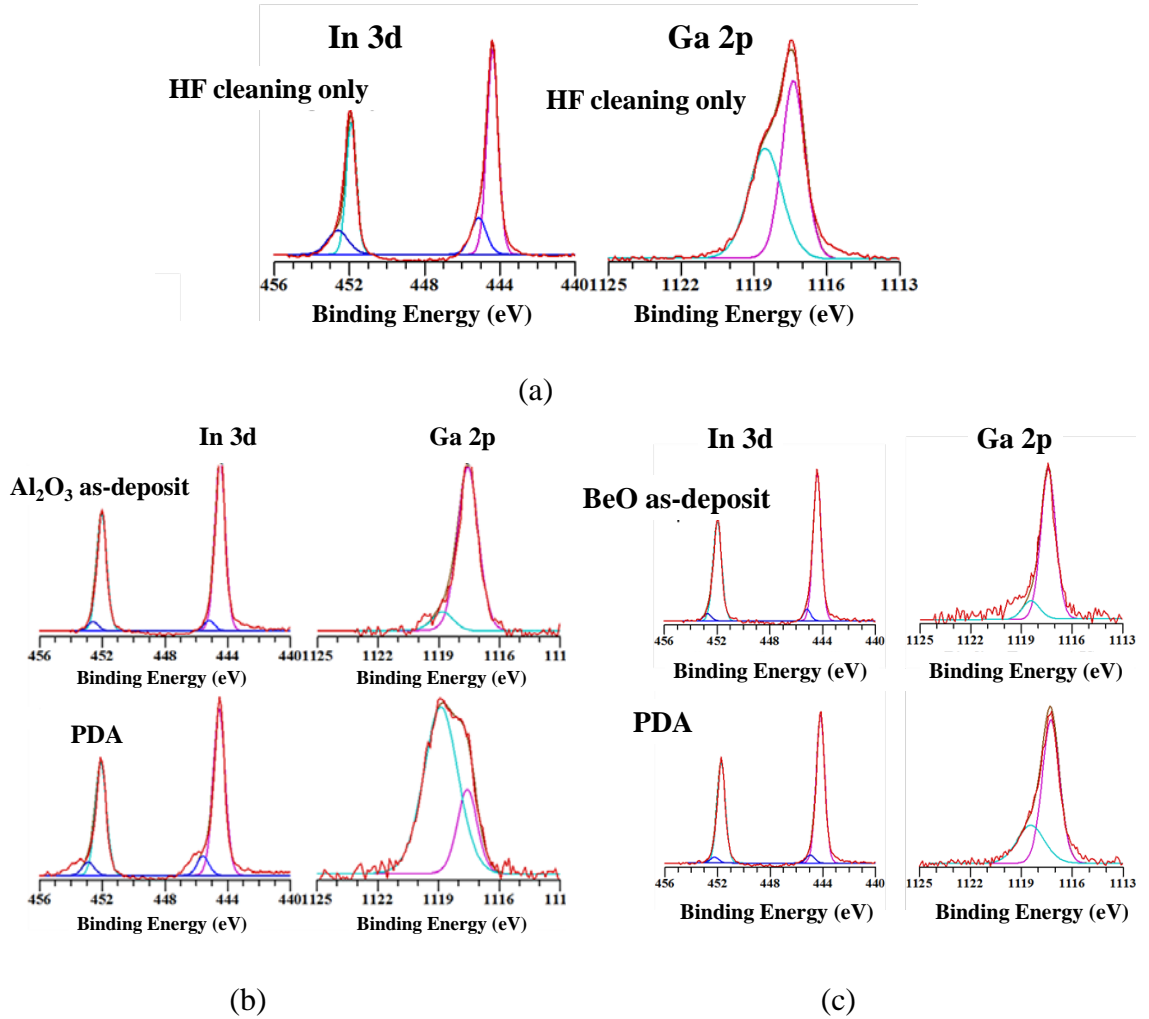 In 3d Ga 2p
HF cleaning only HF cleaning only
456 452 448 444 440 1125 1122 1119 1116 1113
Binding Energy (eV) Binding Energy (eV)
(a)
In 3d Ga 2p
Al₂O₃ as-deposit
456 452 448 444 440 1125 1122 1119 1116 111
Binding Energy (eV) Binding Energy (eV)
PDA
456 452 448 444 440 1125 1122 1119 1116 111
Binding Energy (eV) Binding Energy (eV)
(b)
In 3d Ga 2p
BeO as-deposit
456 452 448 444 440 1125 1122 1119 1116 1113
Binding Energy (eV) Binding Energy (eV)
PDA
456 452 448 444 440 1125 1122 1119 1116 1113
Binding Energy (eV) Binding Energy (eV)
(c)